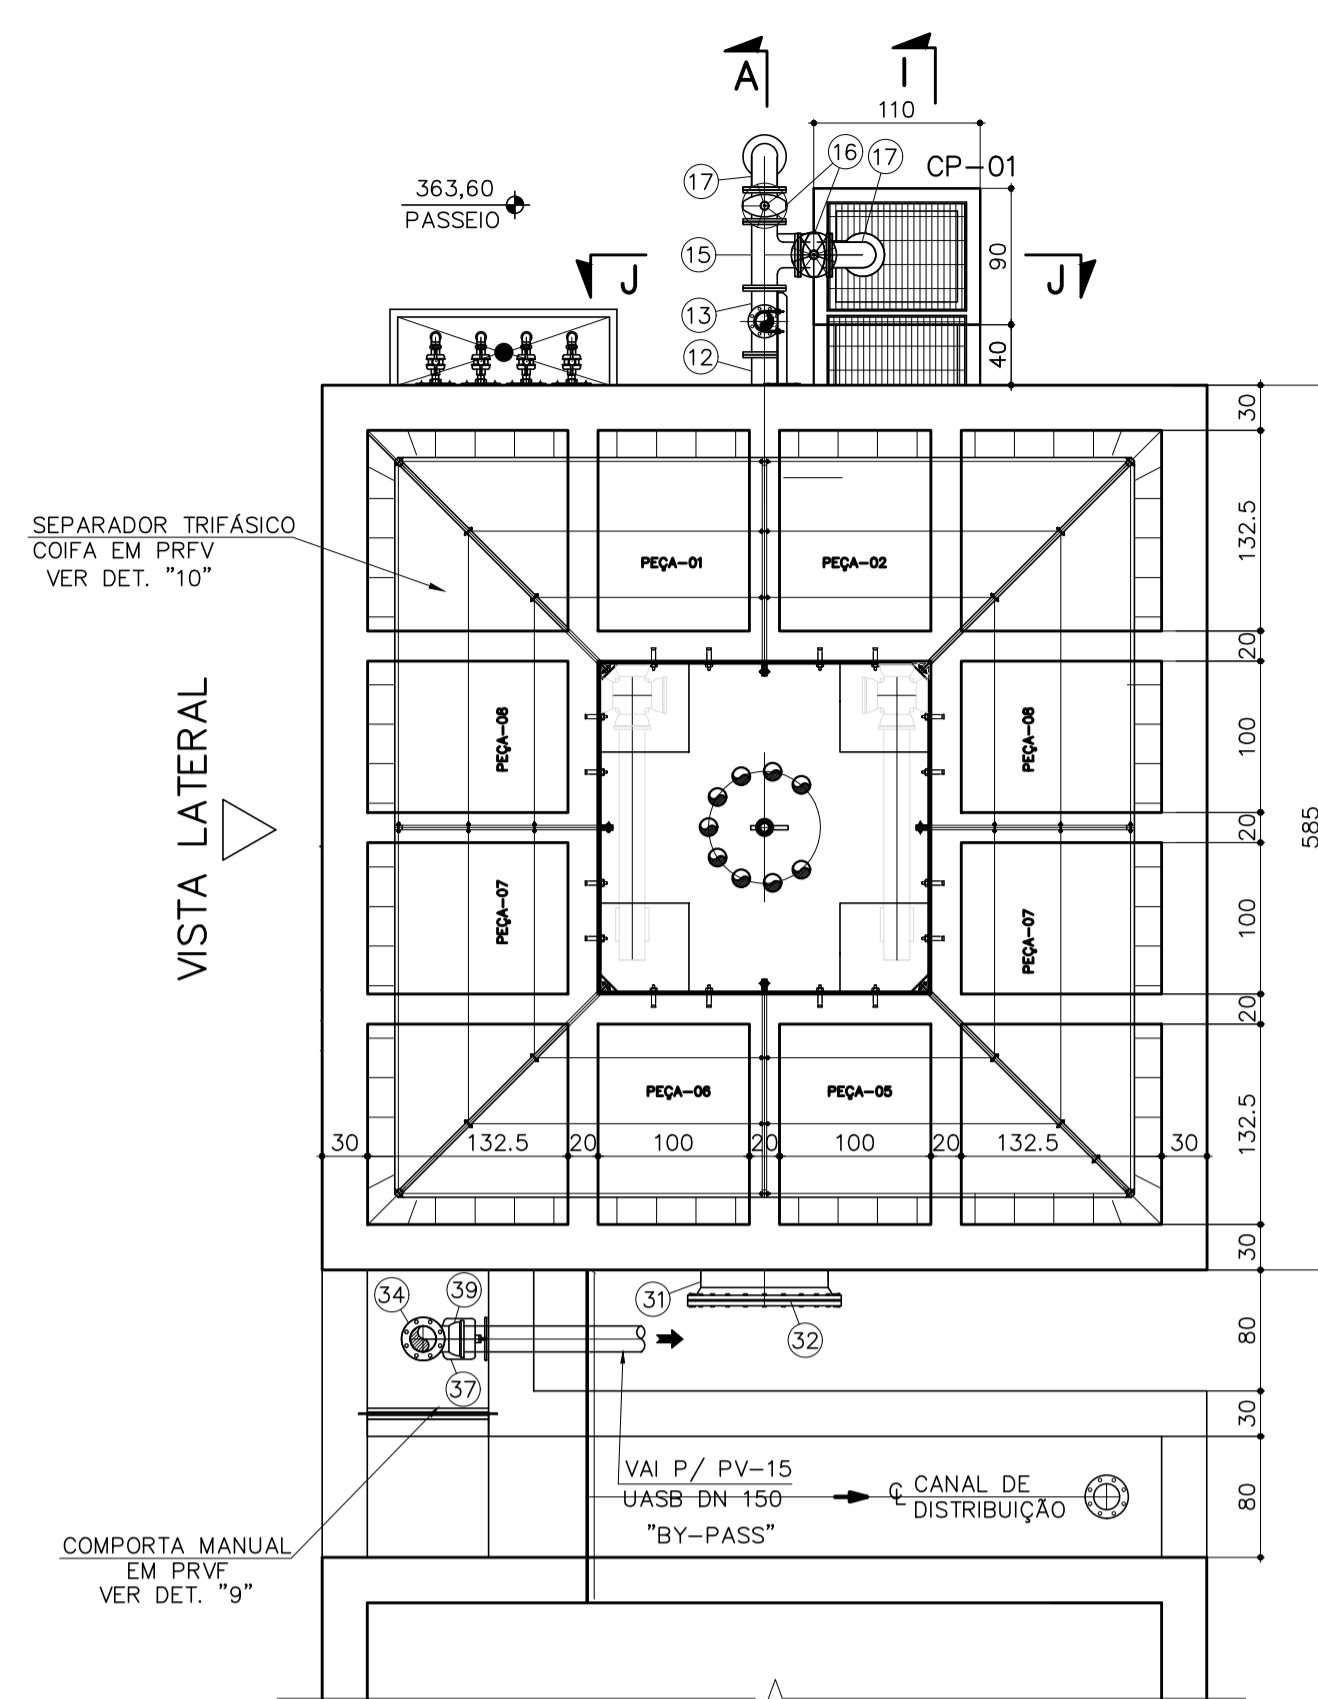 A
I
110
16
17
CP-01
17
363,60
PASSEIO
15
90
J
J
13
12
40
30
SEPARADOR TRIFÁSICO
COIFA EM PRFV
VER DET. "10"
132.5
PEÇA-01
PEÇA-02
20
VISTA LATERAL
PEÇA-08
PEÇA-08
100
585
20
PEÇA-07
PEÇA-07
100
20
PEÇA-06
PEÇA-05
132.5
30
132.5
20
100
20
100
20
132.5
30
30
34
39
31
32
37
80
30
VAI P/ PV-15
UASB DN 150
"BY-PASS"
CANAL DE
DISTRIBUIÇÃO
80
COMPORTA MANUAL
EM PRVF
VER DET. "9"